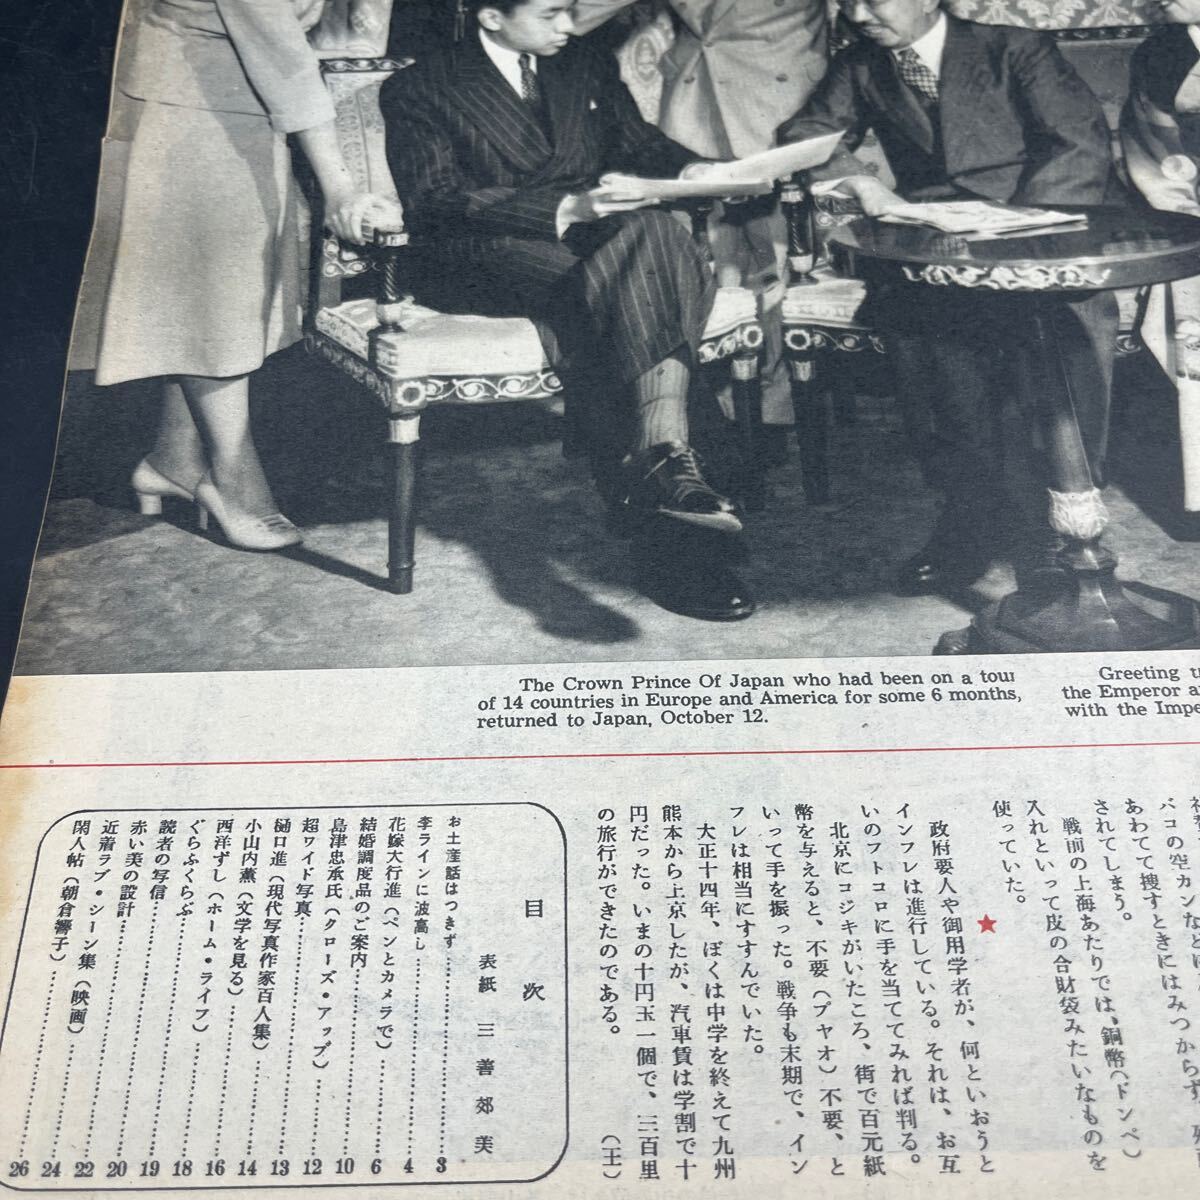 The Crown Prince Of Japan who had been on a tour
of 14 countries in Europe and America for some 6 months,
returned to Japan, October 12.
Greeting
the Emperor
with the
バコの空カンなどに
あわてて捜すときにはみつからず、
されてしまう。
戦前の上海あたりでは、銅幣(ドンペ)
入れといって皮の合財袋みたいなものを
使っていた。
★
政府要人や御用学者が、何といおうと
インフレは進行している。それは、お互
いのフトコロに手を当ててみれば判る。
北京にコジキがいたころ、街で百元紙
幣を与えると、不要(プヤオ)不要、と
いって手を振った。戦争も末期で、イン
フレは相当にすすんでいた。
大正十四年、ぼくは中学を終えて九州
熊本から上京したが、汽車賃は学割で十
円だった。いまの十円玉一個で、三百里
の旅行ができたのである。 (王)
目次
表紙 三善郊美
お土産話はつきず 3
李ラインに波高し 4
花嫁大行進(ペンとカメラで) 6
結婚調度品のご案内 10
島津忠承氏(クローズ・アップ) 12
超ワイド写真 13
樋口進(現代写真作家百人集) 14
小山内薫(文学を見る) 16
西洋ずし(ホーム・ライフ) 18
ぐらふくらぶ 19
読者の写信 20
赤い美の設計 22
近着ラブ・シーン集(映画) 24
閑人帖(朝倉響子) 26